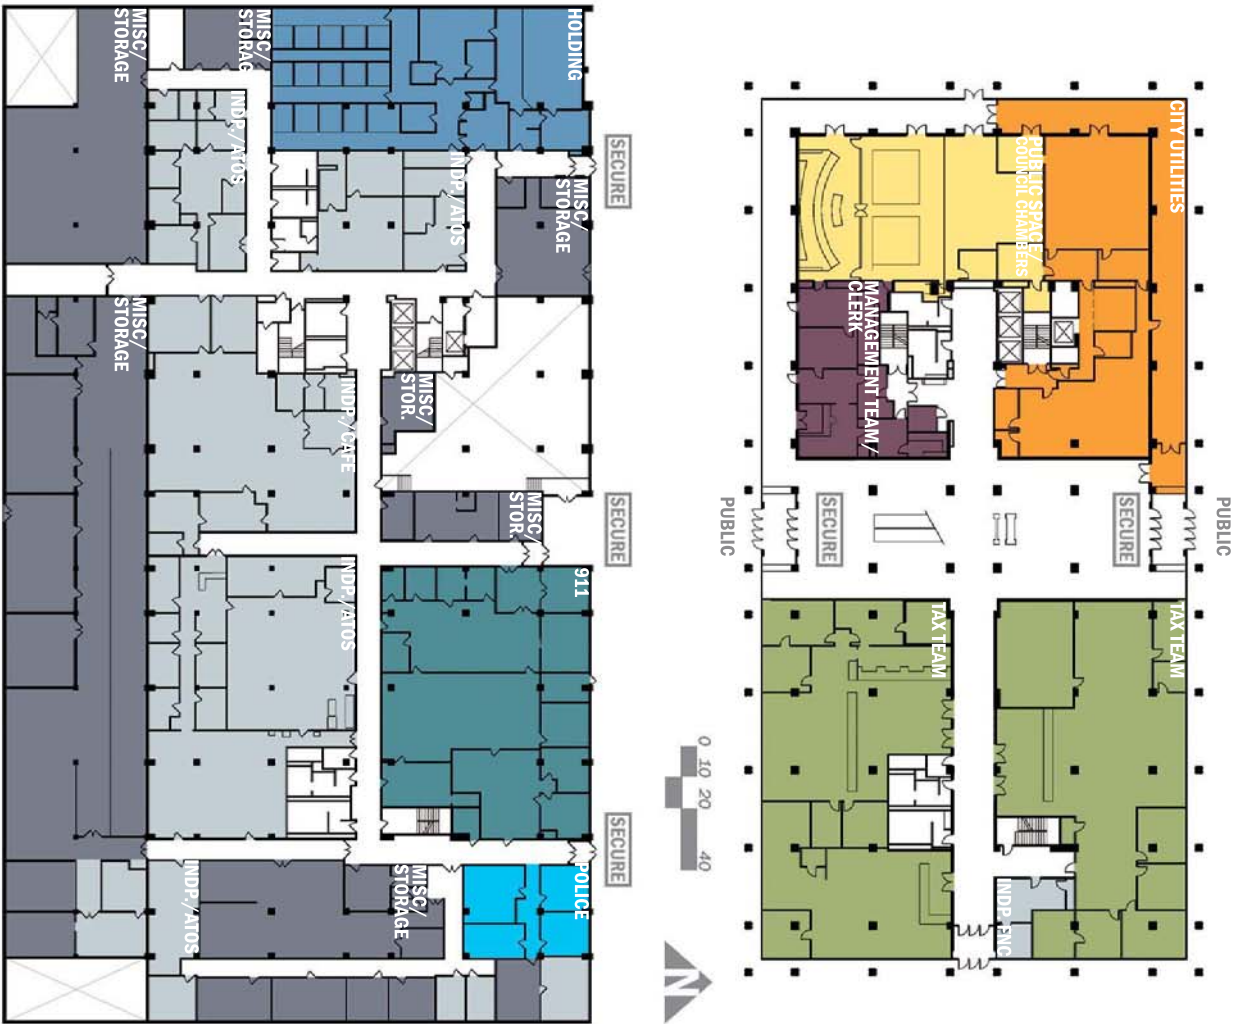 MISC/
STORAGE
MISC/
STORAG
HOLDING
INDP./ATOS
INDP./ATOS
SECURE
MISC/
STORAGE
MISC/
STORAGE
INDP./CAFE
MISC/
STOR.
MISC/
STOR.
SECURE
INDP./ATOS
911
SECURE
INDP./ATOS
MISC/
STORAGE
POLICE
CITY UTILITIES
PUBLIC SPACE/
COUNCIL CHAMBERS
MANAGEMENT TEAM/
CLERK
PUBLIC
SECURE
SECURE
PUBLIC
TAX TEAM
TAX TEAM
INDP./ENC
0 10 20 40
N